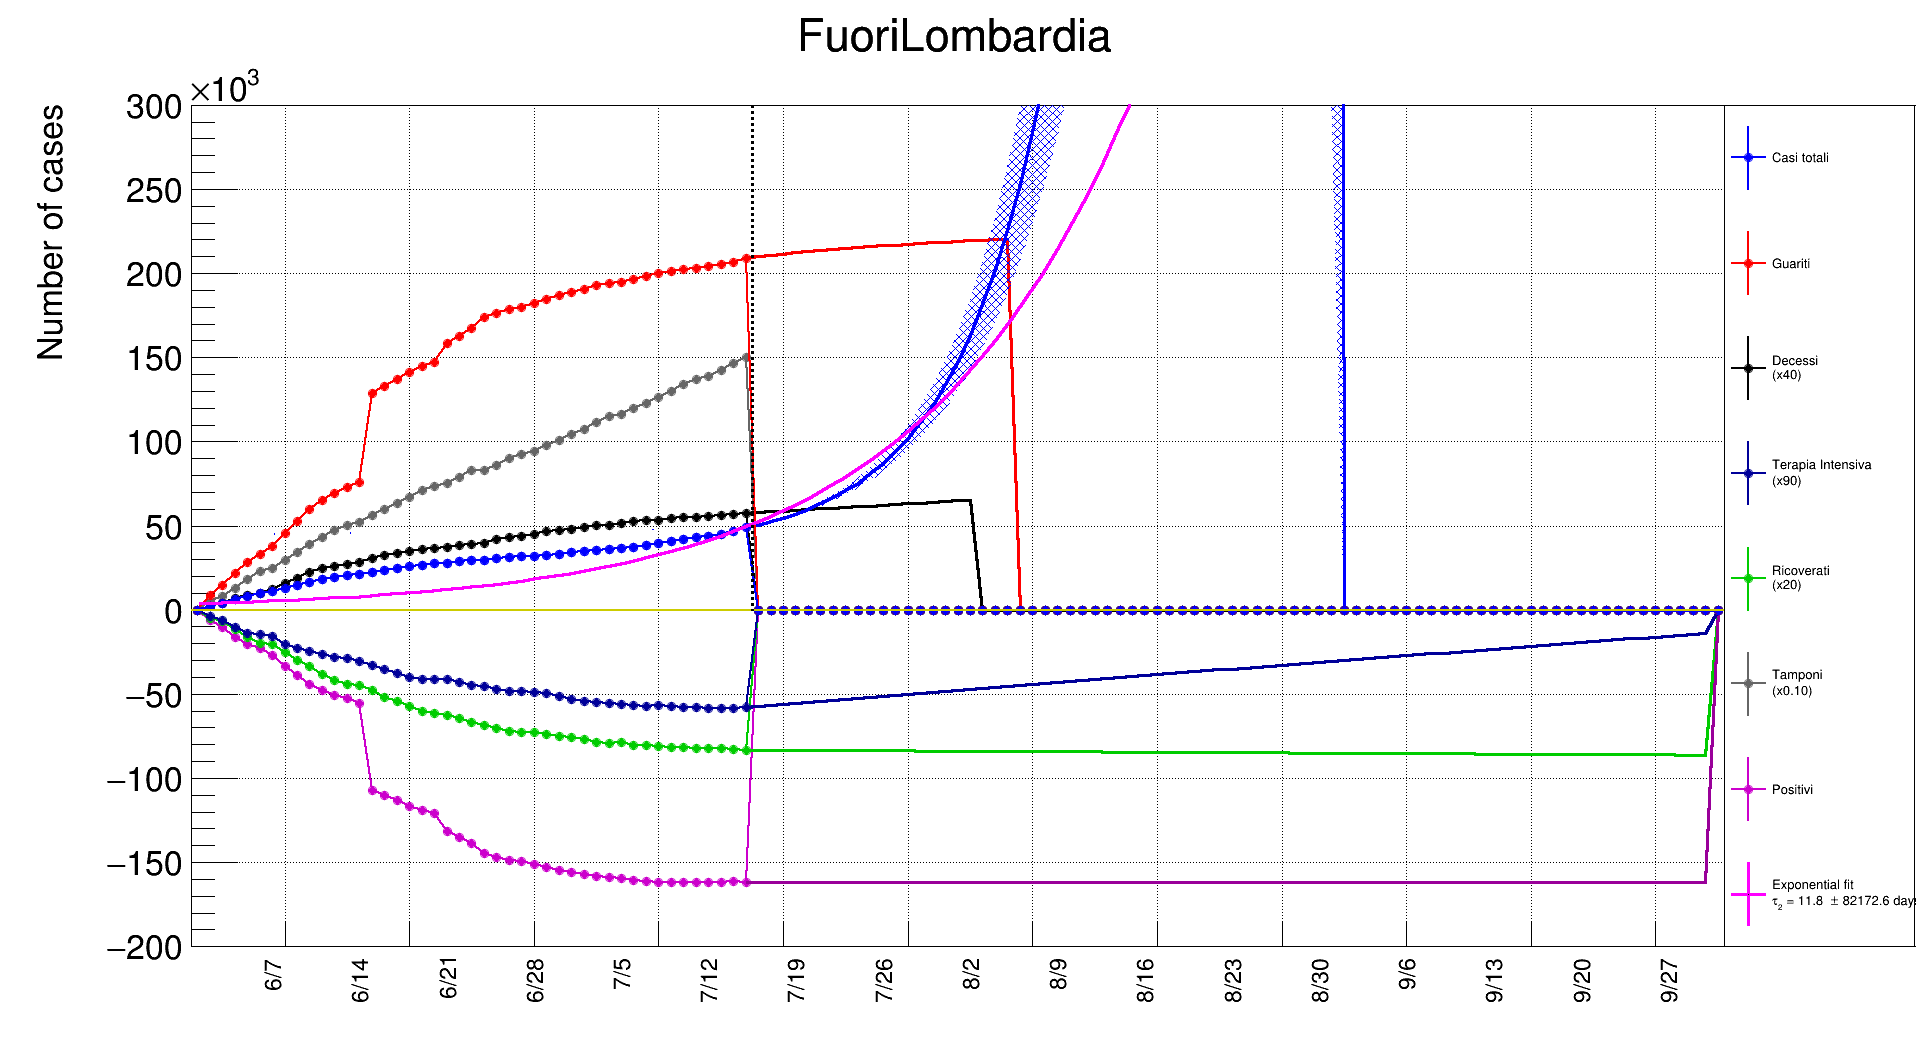 FuoriLombardia
×10³
Number of cases
300
250
200
150
100
50
0
−50
−100
−150
−200
6/7
6/14
6/21
6/28
7/5
7/12
7/19
7/26
8/2
8/9
8/16
8/23
8/30
9/6
9/13
9/20
9/27
Casi totali
Guariti
Decessi
(x40)
Terapia Intensiva
(x90)
Ricoverati
(x20)
Tamponi
(x0.10)
Positivi
Exponential fit
τ₂ = 11.8 ± 82172.6 days